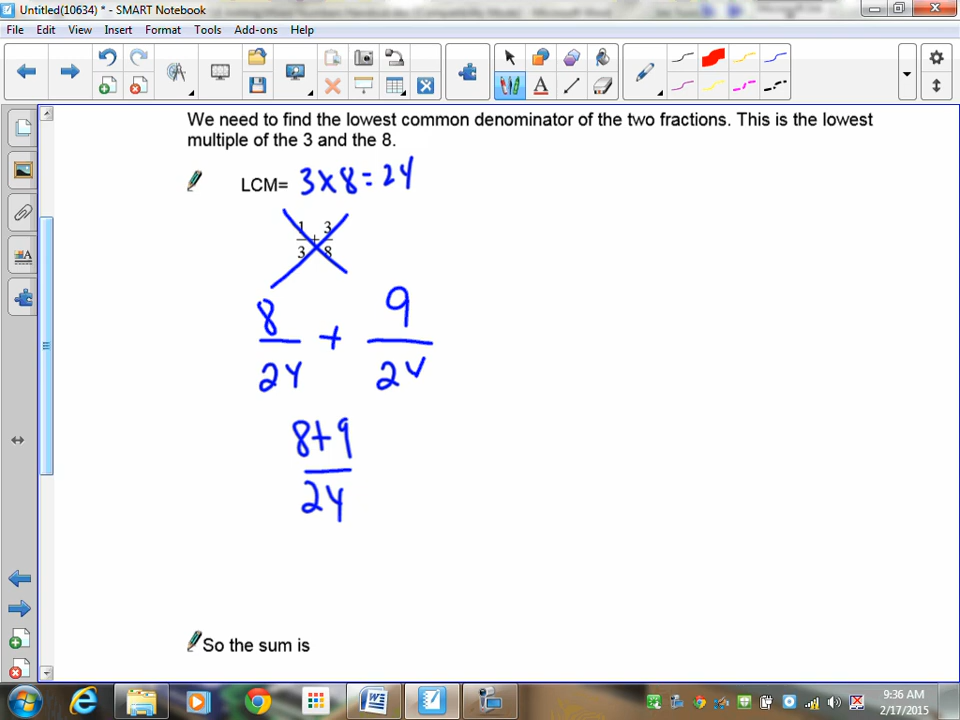 Untitled(10634) * - SMART Notebook
File Edit View Insert Format Tools Add-ons Help
We need to find the lowest common denominator of the two fractions. This is the lowest
multiple of the 3 and the 8.
LCM= 3 x 8 = 24
1 3
+
3 8
8 9
+
24 24
8+9
24
So the sum is
9:36 AM
2/17/2015